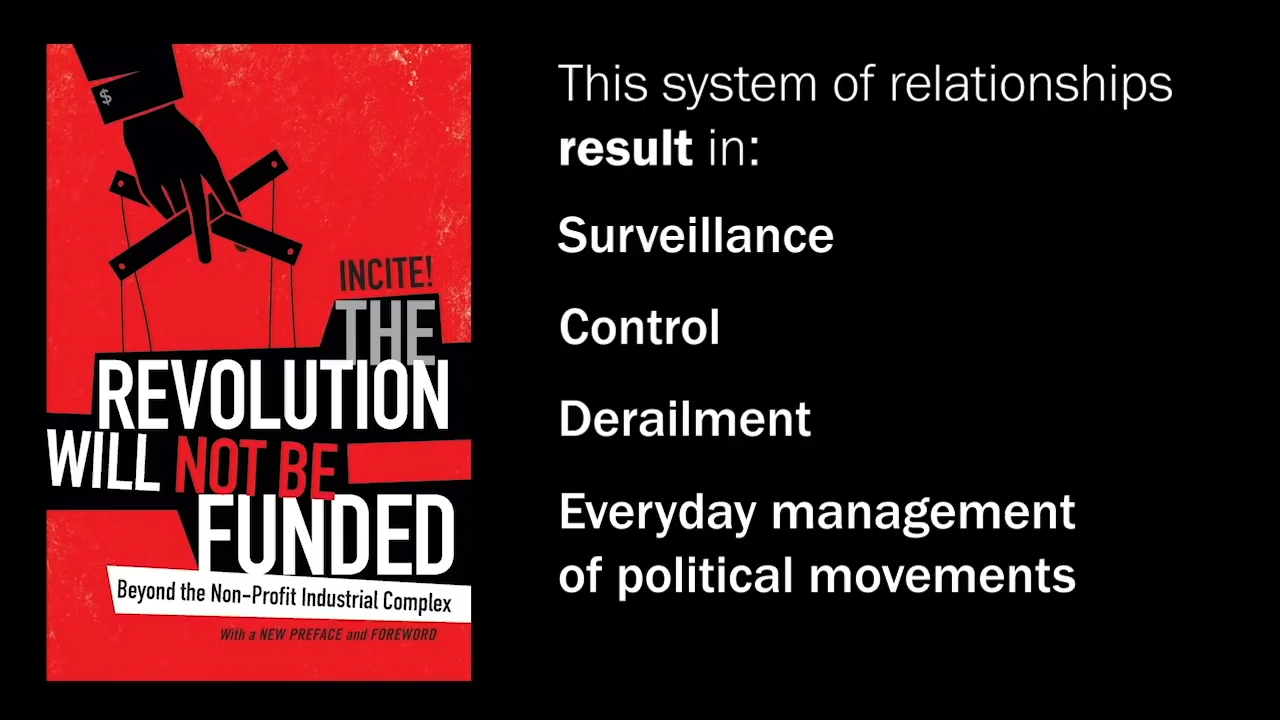 $
INCITE!
THE
REVOLUTION
WILL NOT BE
FUNDED
Beyond the Non-Profit Industrial Complex
With a NEW PREFACE and FOREWORD
This system of relationships
result in:
Surveillance
Control
Derailment
Everyday management
of political movements